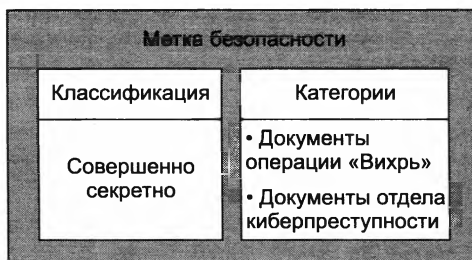 Метка безопасности
Классификация
Совершенно
секретно
Категории
• Документы
операции «Вихрь»
• Документы отдела
киберпреступности